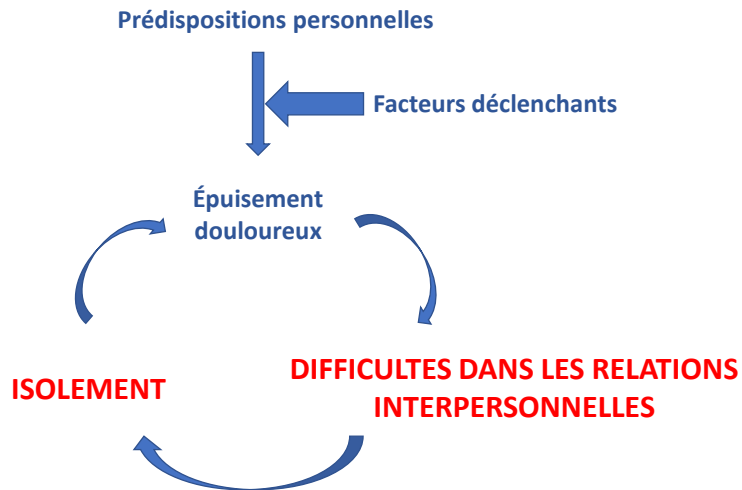 Prédispositions personnelles
Facteurs déclenchants
Épuisement
douloureux
ISOLEMENT
DIFFICULTES DANS LES RELATIONS
INTERPERSONNELLES